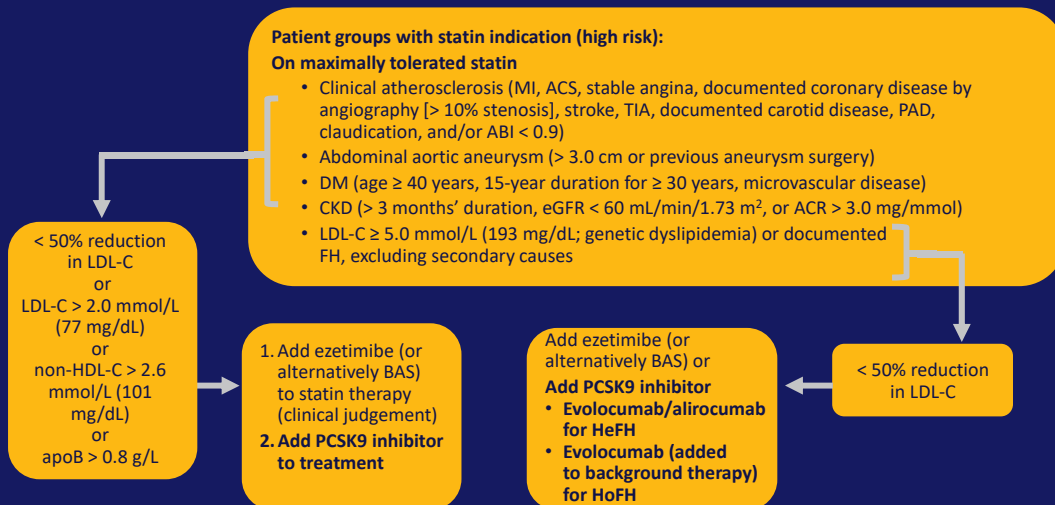 Patient groups with statin indication (high risk):
On maximally tolerated statin
• Clinical atherosclerosis (MI, ACS, stable angina, documented coronary disease by
angiography [> 10% stenosis], stroke, TIA, documented carotid disease, PAD,
claudication, and/or ABI < 0.9)
• Abdominal aortic aneurysm (> 3.0 cm or previous aneurysm surgery)
• DM (age ≥ 40 years, 15-year duration for ≥ 30 years, microvascular disease)
• CKD (> 3 months’ duration, eGFR < 60 mL/min/1.73 m², or ACR > 3.0 mg/mmol)
• LDL-C ≥ 5.0 mmol/L (193 mg/dL; genetic dyslipidemia) or documented
FH, excluding secondary causes
< 50% reduction
in LDL-C
or
LDL-C > 2.0 mmol/L
(77 mg/dL)
or
non-HDL-C > 2.6
mmol/L (101
mg/dL)
or
apoB > 0.8 g/L
1. Add ezetimibe (or
alternatively BAS)
to statin therapy
(clinical judgement)
2. Add PCSK9 inhibitor
to treatment
Add ezetimibe (or
alternatively BAS) or
Add PCSK9 inhibitor
• Evolocumab/alirocumab
for HeFH
• Evolocumab (added
to background therapy)
for HoFH
< 50% reduction
in LDL-C